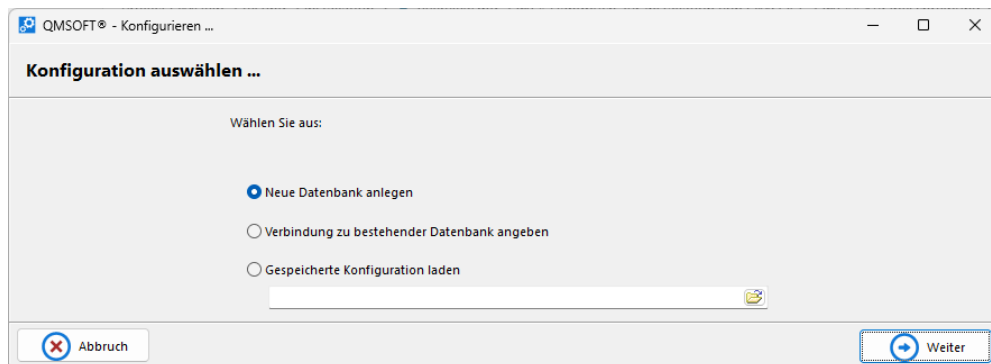 QMSOFT® - Konfigurieren ...
Konfiguration auswählen ...
Wählen Sie aus:
Neue Datenbank anlegen
Verbindung zu bestehender Datenbank angeben
Gespeicherte Konfiguration laden
Abbruch
Weiter